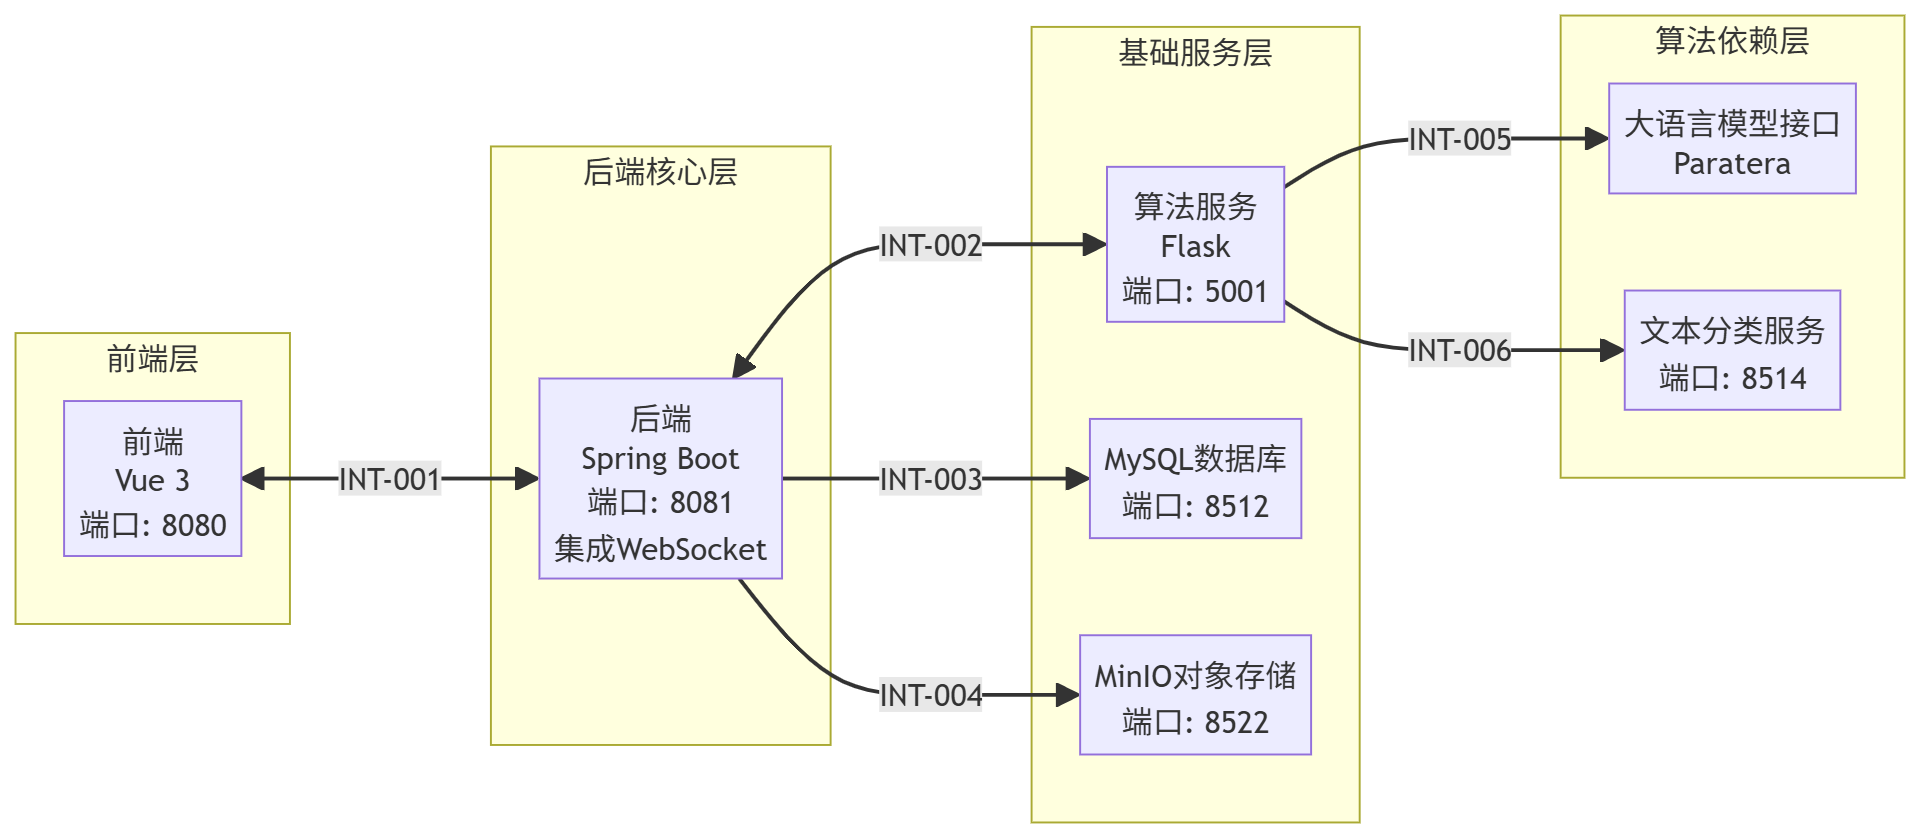 前端层
前端
Vue 3
端口: 8080
INT-001
后端核心层
后端
Spring Boot
端口: 8081
集成WebSocket
INT-002
INT-003
INT-004
基础服务层
算法服务
Flask
端口: 5001
MySQL数据库
端口: 8512
MinIO对象存储
端口: 8522
INT-005
INT-006
算法依赖层
大语言模型接口
Paratera
文本分类服务
端口: 8514